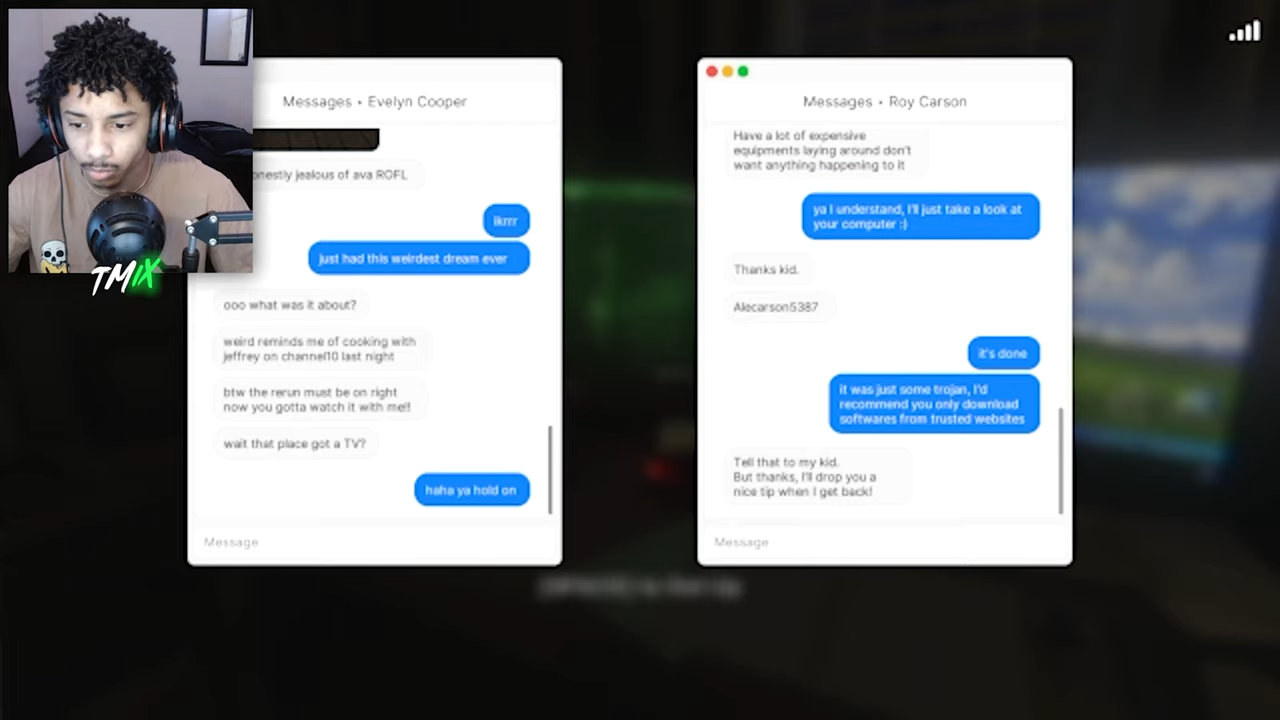 TMIX
Messages • Evelyn Cooper
onestly jealous of ava ROFL
ikrrr
just had this weirdest dream ever
ooo what was it about?
weird reminds me of cooking with
jeffrey on channel10 last night
btw the rerun must be on right
now you gotta watch it with me!!
wait that place got a TV?
haha ya hold on
Message
Messages • Roy Carson
Have a lot of expensive
equipments laying around don't
want anything happening to it
ya I understand, I'll just take a look at
your computer :)
Thanks kid.
Alecarson5387
it's done
it was just some trojan, I'd
recommend you only download
softwares from trusted websites
Tell that to my kid.
But thanks, I'll drop you a
nice tip when I get back!
Message